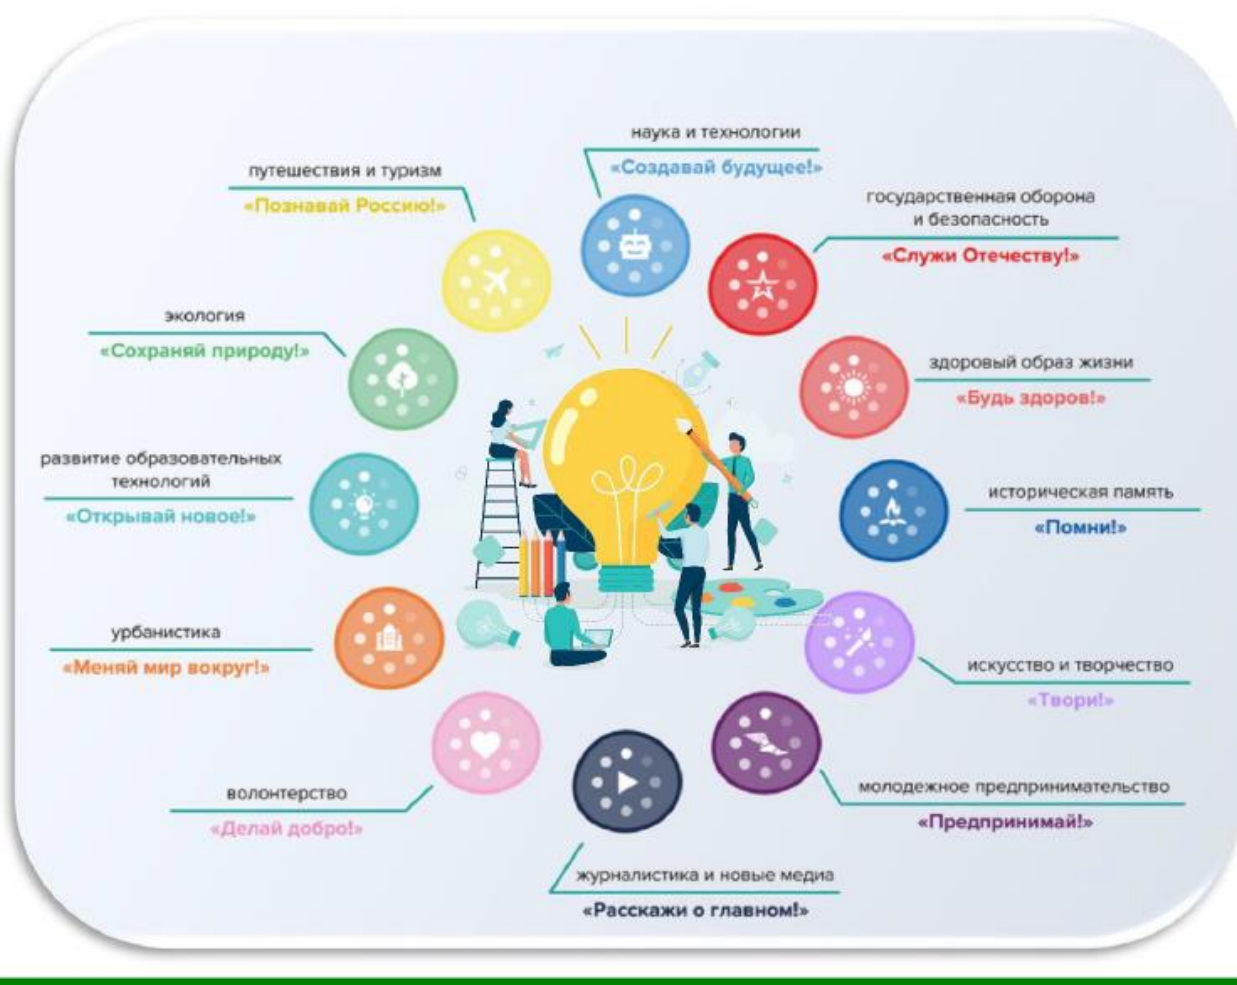 наука и технологии
«Создавай будущее!»
государственная оборона
и безопасность
«Служи Отечеству!»
здоровый образ жизни
«Будь здоров!»
историческая память
«Помни!»
искусство и творчество
«Твори!»
молодежное предпринимательство
«Предпринимай!»
журналистика и новые медиа
«Расскажи о главном!»
волонтерство
«Делай добро!»
урбанистика
«Меняй мир вокруг!»
развитие образовательных
технологий
«Открывай новое!»
экология
«Сохраняй природу!»
путешествия и туризм
«Познавай Россию!»